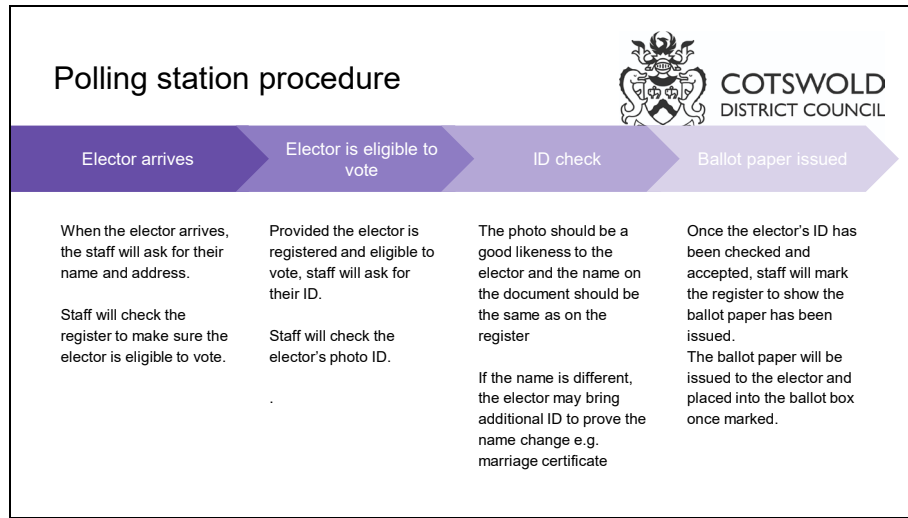 Polling station procedure
COTSWOLD
DISTRICT COUNCIL
Elector arrives
Elector is eligible to
vote
ID check
Ballot paper issued
When the elector arrives,
the staff will ask for their
name and address.
Staff will check the
register to make sure the
elector is eligible to vote.
Provided the elector is
registered and eligible to
vote, staff will ask for
their ID.
Staff will check the
elector’s photo ID.
.
The photo should be a
good likeness to the
elector and the name on
the document should be
the same as on the
register
If the name is different,
the elector may bring
additional ID to prove the
name change e.g.
marriage certificate
Once the elector’s ID has
been checked and
accepted, staff will mark
the register to show the
ballot paper has been
issued.
The ballot paper will be
issued to the elector and
placed into the ballot box
once marked.